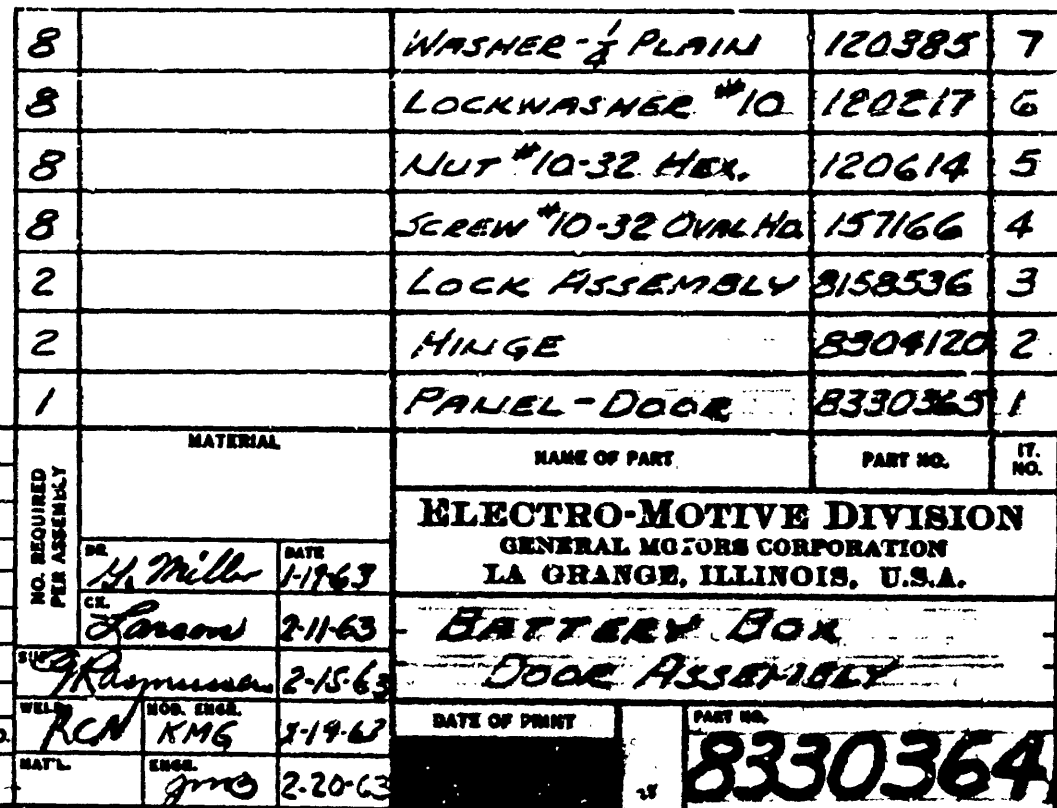 8 WASHER-¼ PLAIN 120385 7
8 LOCKWASHER #10 120217 6
8 NUT #10-32 HEX. 120614 5
8 SCREW #10-32 OVAL HD. 157166 4
2 LOCK ASSEMBLY 8158536 3
2 HINGE 8304120 2
1 PANEL-DOOR 8330365 1
NO. REQUIRED PER ASSEMBLY MATERIAL NAME OF PART PART NO. IT. NO.
ELECTRO-MOTIVE DIVISION
GENERAL MOTORS CORPORATION
LA GRANGE, ILLINOIS, U.S.A.
DR. Miller DATE 1-19-63
CK. Larson 2-11-63
Rasmussen 2-15-63
WELD. RCN MOD. ENGR. KMG
MAT'L. ENGR. 2-20-63
BATTERY BOX
DOOR ASSEMBLY
DATE OF PRINT
PART NO.
8330364